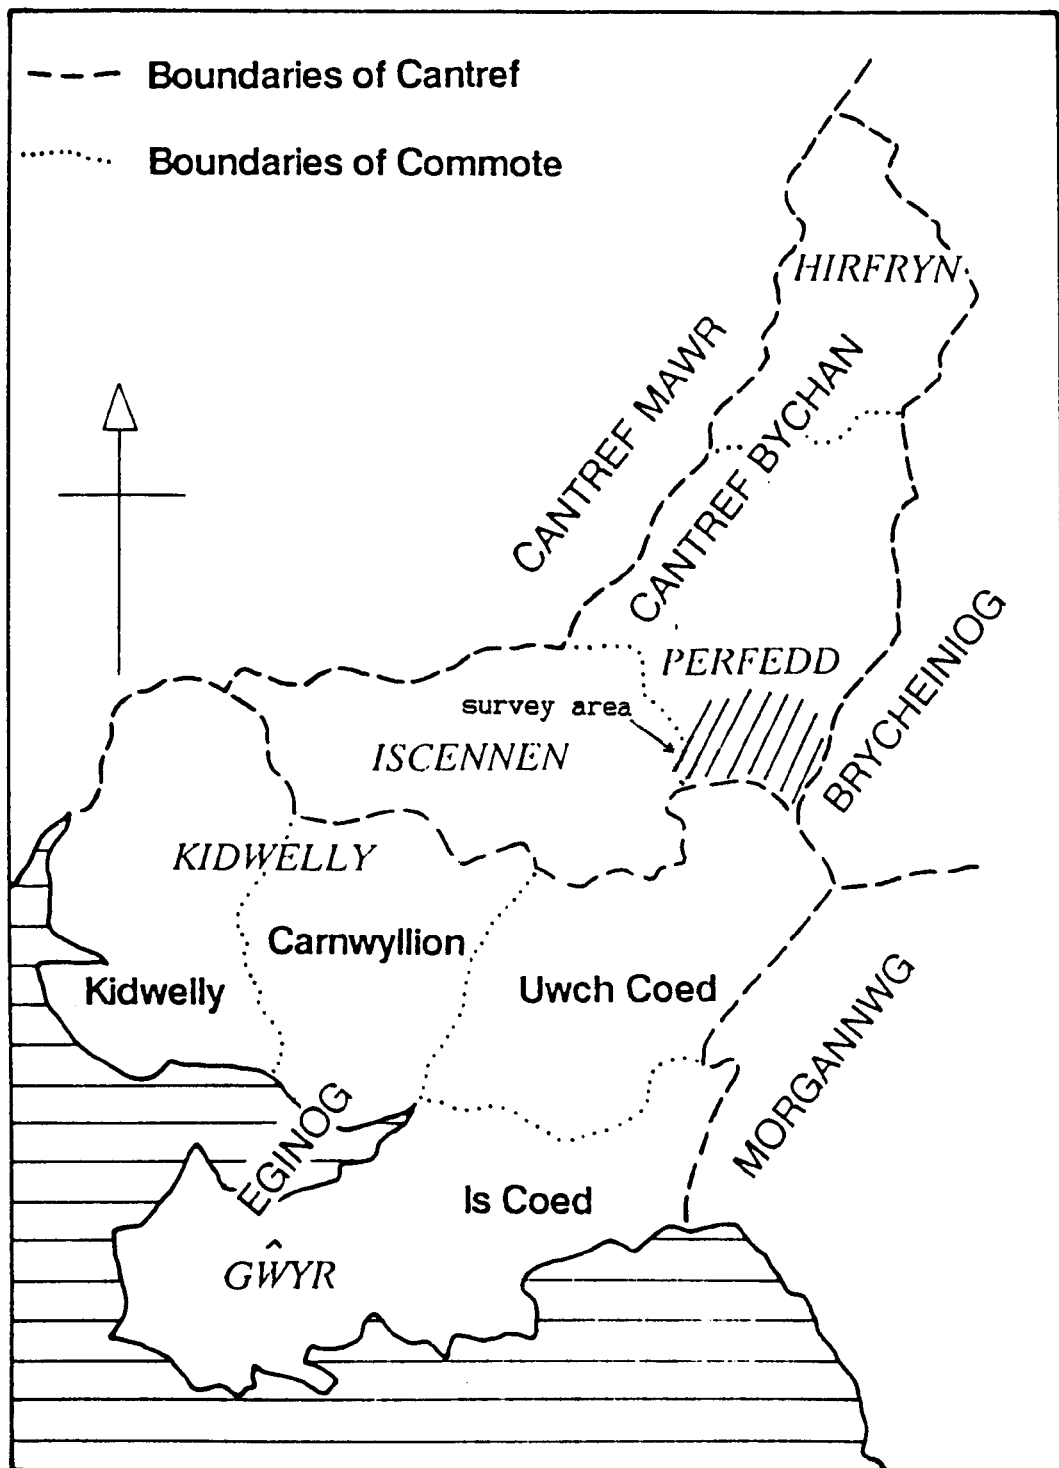 Boundaries of Cantref
Boundaries of Commote
HIRFRYN
CANTREF MAWR
CANTREF BYCHAN
PERFEDD
survey area
ISCENNEN
BRYCHEINIOG
KIDWELLY
Carnwyllion
Kidwelly
Uwch Coed
MORGANNWG
EGINOG
Is Coed
GŴYR